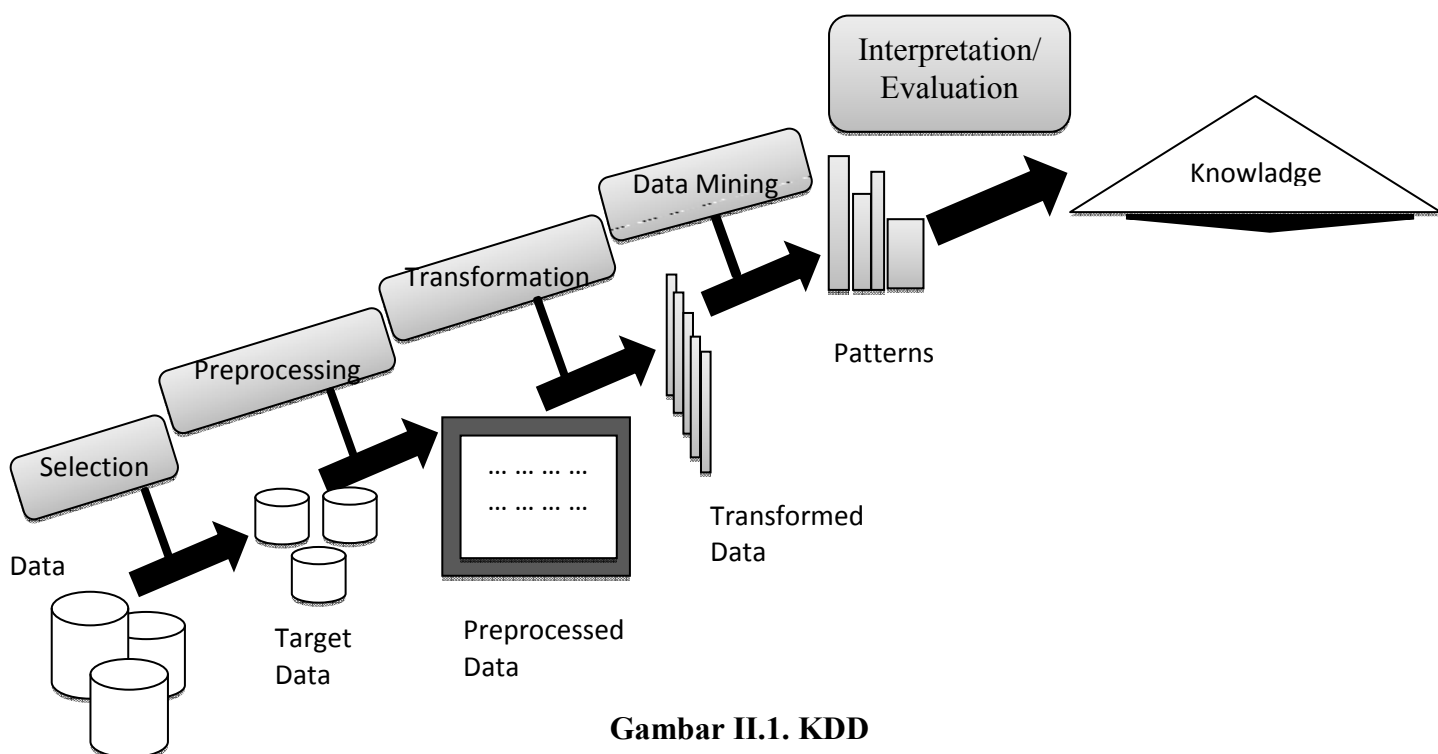 Interpretation/
Evaluation
Knowladge
Data Mining
Transformation
Patterns
Preprocessing
Selection
... ... ... ...
... ... ... ...
Transformed
Data
Data
Target
Data
Preprocessed
Data
Gambar II.1. KDD